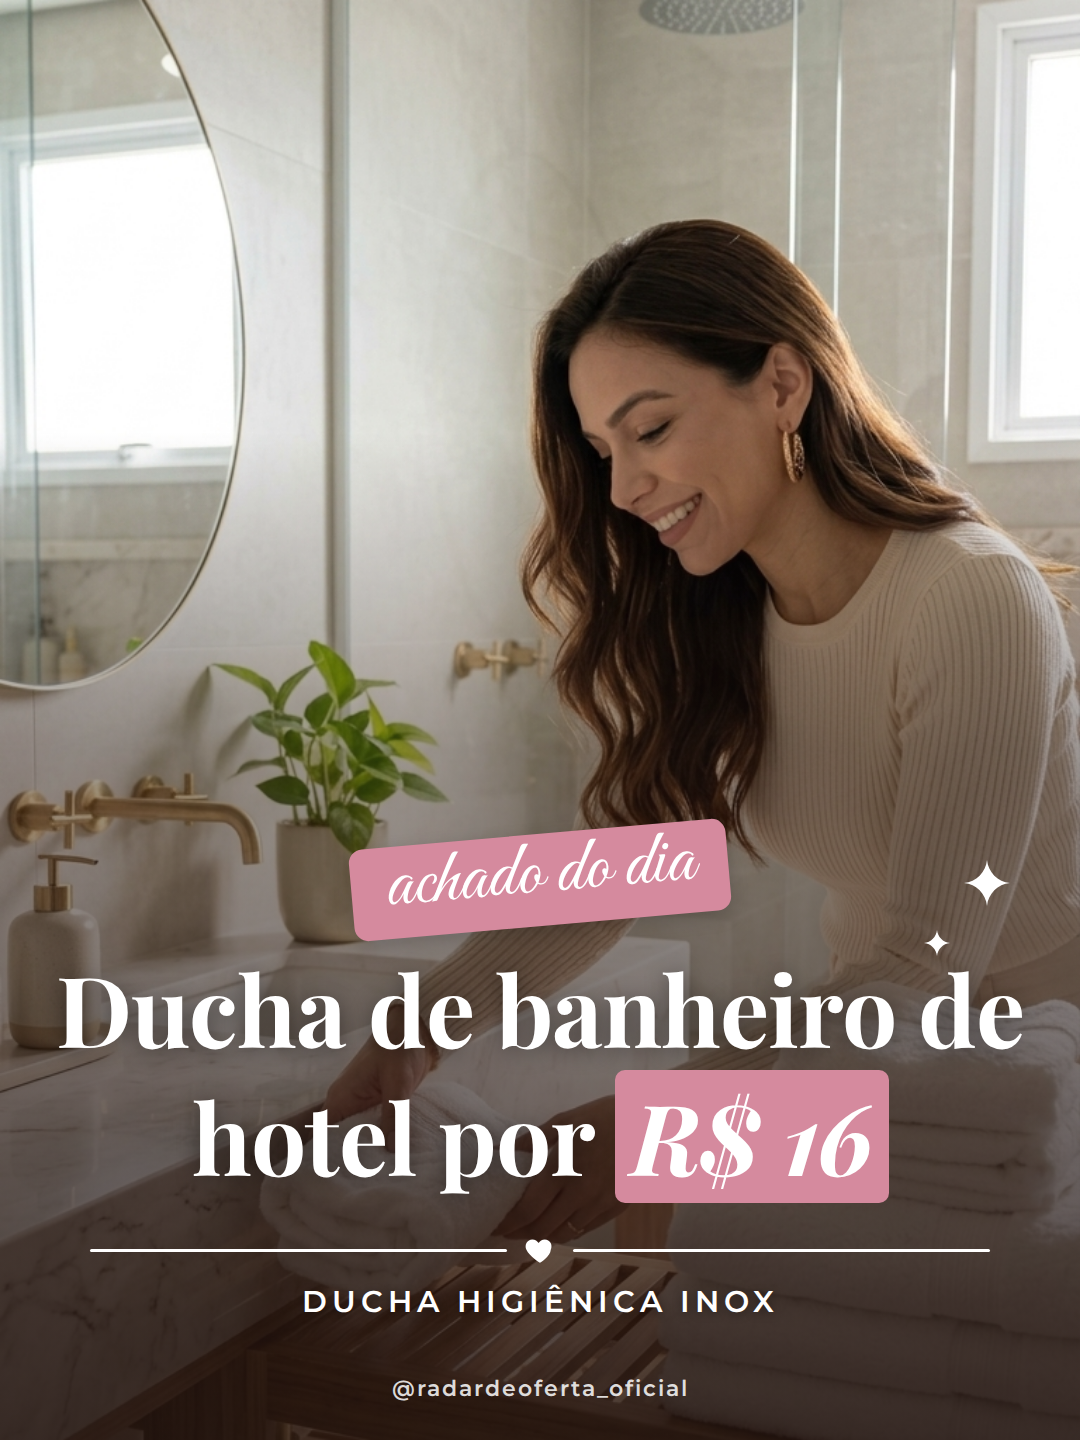 achado do dia
Ducha de banheiro de
hotel por R$ 16
DUCHA HIGIÊNICA INOX
@radardeoferta_oficial